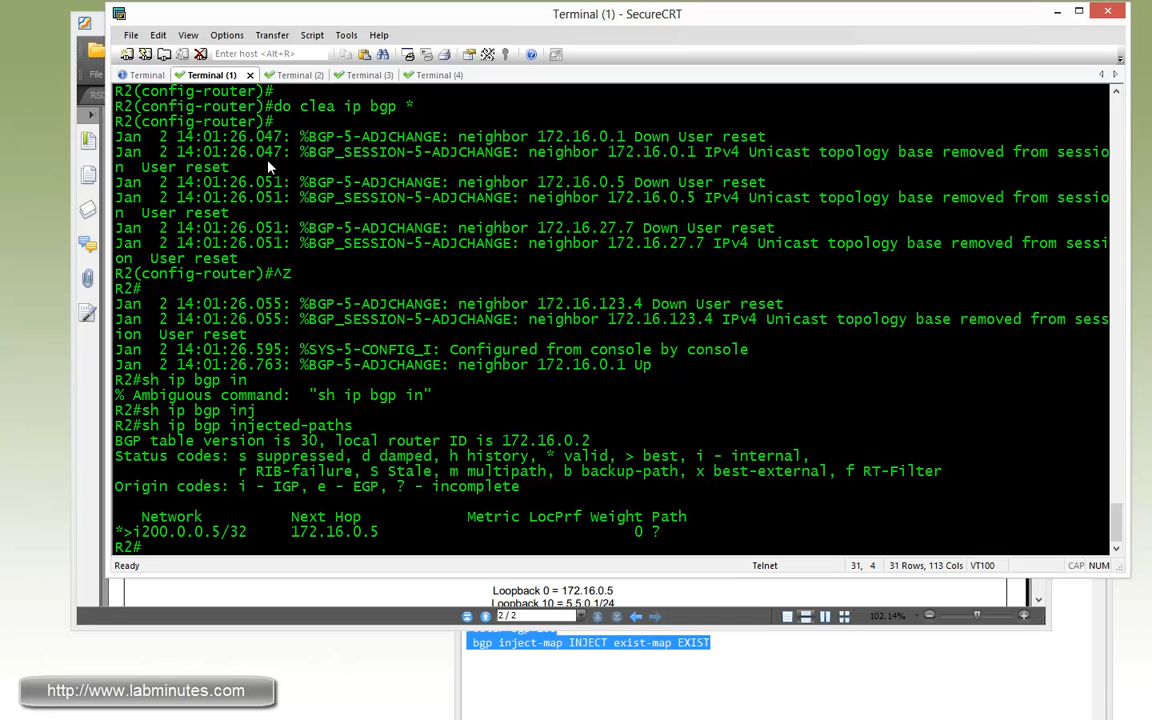 Terminal (1) - SecureCRT
File Edit View Options Transfer Script Tools Help
Enter host <Alt+R>
Terminal Terminal (1) x Terminal (2) Terminal (3) Terminal (4)
File
RS
R2(config-router)#
R2(config-router)#do clea ip bgp *
R2(config-router)#
Jan  2 14:01:26.047: %BGP-5-ADJCHANGE: neighbor 172.16.0.1 Down User reset
Jan  2 14:01:26.047: %BGP_SESSION-5-ADJCHANGE: neighbor 172.16.0.1 IPv4 Unicast topology base removed from sessio
n  User reset
Jan  2 14:01:26.051: %BGP-5-ADJCHANGE: neighbor 172.16.0.5 Down User reset
Jan  2 14:01:26.051: %BGP_SESSION-5-ADJCHANGE: neighbor 172.16.0.5 IPv4 Unicast topology base removed from sessio
n  User reset
Jan  2 14:01:26.051: %BGP-5-ADJCHANGE: neighbor 172.16.27.7 Down User reset
Jan  2 14:01:26.051: %BGP_SESSION-5-ADJCHANGE: neighbor 172.16.27.7 IPv4 Unicast topology base removed from sessi
on  User reset
R2(config-router)#^Z
R2#
Jan  2 14:01:26.055: %BGP-5-ADJCHANGE: neighbor 172.16.123.4 Down User reset
Jan  2 14:01:26.055: %BGP_SESSION-5-ADJCHANGE: neighbor 172.16.123.4 IPv4 Unicast topology base removed from sess
ion  User reset
Jan  2 14:01:26.595: %SYS-5-CONFIG_I: Configured from console by console
Jan  2 14:01:26.763: %BGP-5-ADJCHANGE: neighbor 172.16.0.1 Up
R2#sh ip bgp in
% Ambiguous command:  "sh ip bgp in"
R2#sh ip bgp inj
R2#sh ip bgp injected-paths
BGP table version is 30, local router ID is 172.16.0.2
Status codes: s suppressed, d damped, h history, * valid, > best, i - internal,
r RIB-failure, S Stale, m multipath, b backup-path, x best-external, f RT-Filter
Origin codes: i - IGP, e - EGP, ? - incomplete
Network Next Hop Metric LocPrf Weight Path
*>i200.0.0.5/32 172.16.0.5 0 ?
R2#
Ready Telnet 31, 4 31 Rows, 113 Cols VT100 CAP NUM
Loopback 0 = 172.16.0.5
Loopback 10 = 5.5.0.1/24
2 / 2 102.14%
bgp inject-map INJECT exist-map EXIST
http://www.labminutes.com